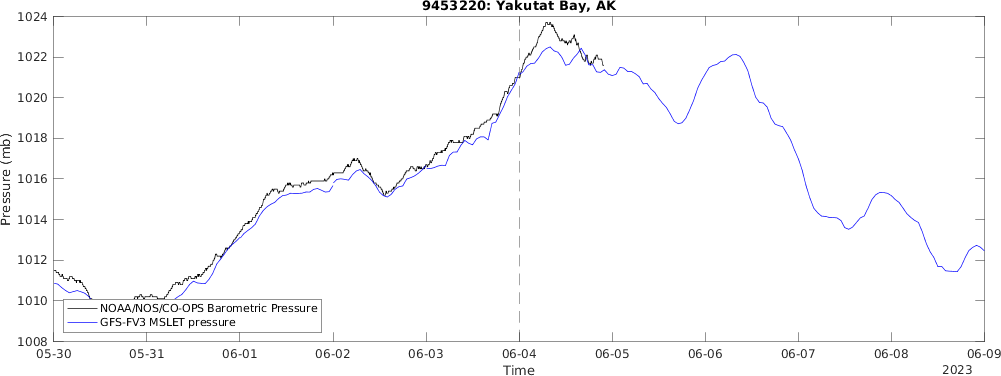 9453220: Yakutat Bay, AK
Pressure (mb)
1024
1022
1020
1018
1016
1014
1012
1010
1008
NOAA/NOS/CO-OPS Barometric Pressure
GFS-FV3 MSLET pressure
05-30 05-31 06-01 06-02 06-03 06-04 06-05 06-06 06-07 06-08 06-09
Time
2023